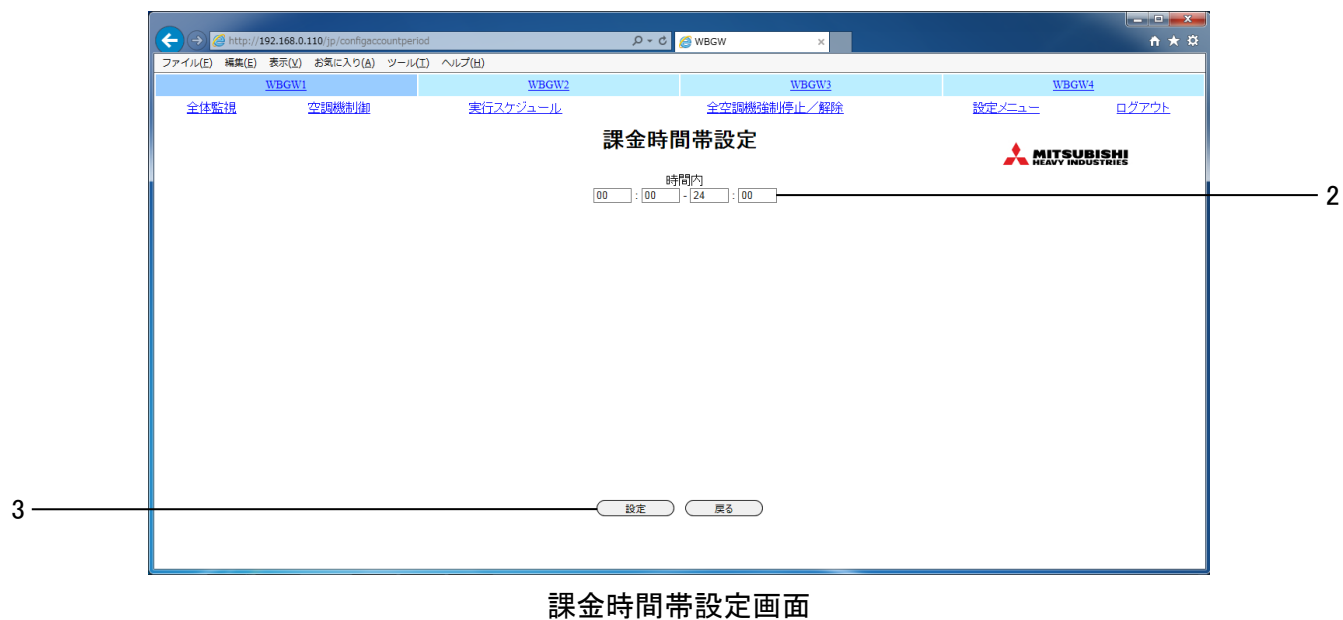 http://192.168.0.110/jp/configaccountperiod WBGW
ファイル(F) 編集(E) 表示(V) お気に入り(A) ツール(T) ヘルプ(H)
WBGW1 WBGW2 WBGW3 WBGW4
全体監視 空調機制御 実行スケジュール 全空調機強制停止／解除 設定メニュー ログアウト
課金時間帯設定
MITSUBISHI
HEAVY INDUSTRIES
時間内
00 : 00 - 24 : 00
2
3
設定 戻る
課金時間帯設定画面